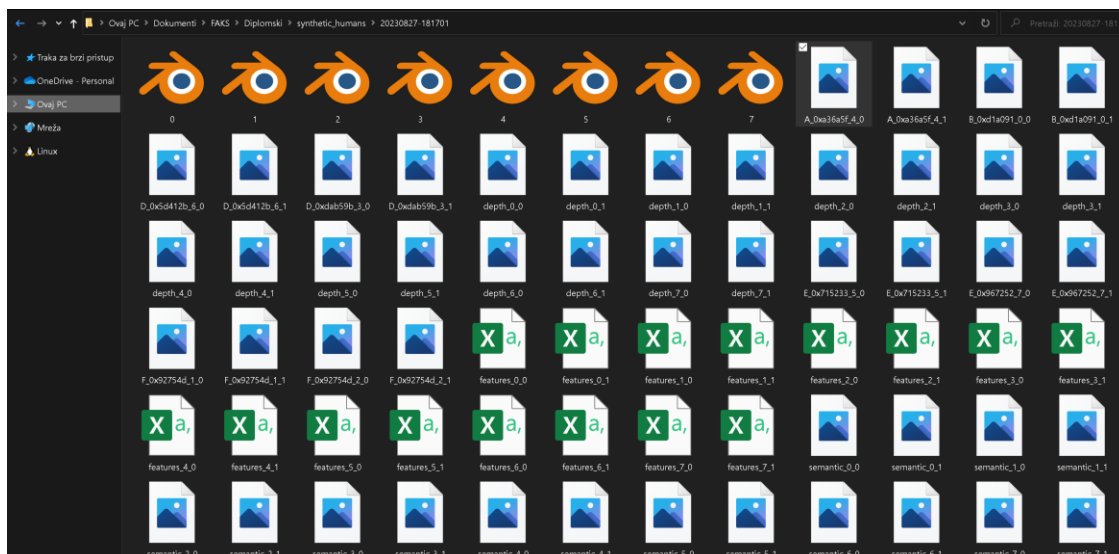 Ovaj PC > Dokumenti > FAKS > Diplomski > synthetic_humans > 20230827-181701
Pretraži: 20230827-181
Traka za brzi pristup
OneDrive - Personal
Ovaj PC
Mreža
Linux
0 1 2 3 4 5 6 7 A_0xa36a5f_4_0 A_0xa36a5f_4_1 B_0xd1a091_0_0 B_0xd1a091_0_1
D_0x5d412b_6_0 D_0x5d412b_6_1 D_0xdab59b_3_0 D_0xdab59b_3_1 depth_0_0 depth_0_1 depth_1_0 depth_1_1 depth_2_0 depth_2_1 depth_3_0 depth_3_1
depth_4_0 depth_4_1 depth_5_0 depth_5_1 depth_6_0 depth_6_1 depth_7_0 depth_7_1 E_0x715233_5_0 E_0x715233_5_1 E_0x967252_7_0 E_0x967252_7_1
X a, X a, X a, X a, X a, X a, X a, X a,
F_0x92754d_1_0 F_0x92754d_1_1 F_0x92754d_2_0 F_0x92754d_2_1 features_0_0 features_0_1 features_1_0 features_1_1 features_2_0 features_2_1 features_3_0 features_3_1
X a, X a, X a, X a, X a, X a, X a, X a,
features_4_0 features_4_1 features_5_0 features_5_1 features_6_0 features_6_1 features_7_0 features_7_1 semantic_0_0 semantic_0_1 semantic_1_0 semantic_1_1